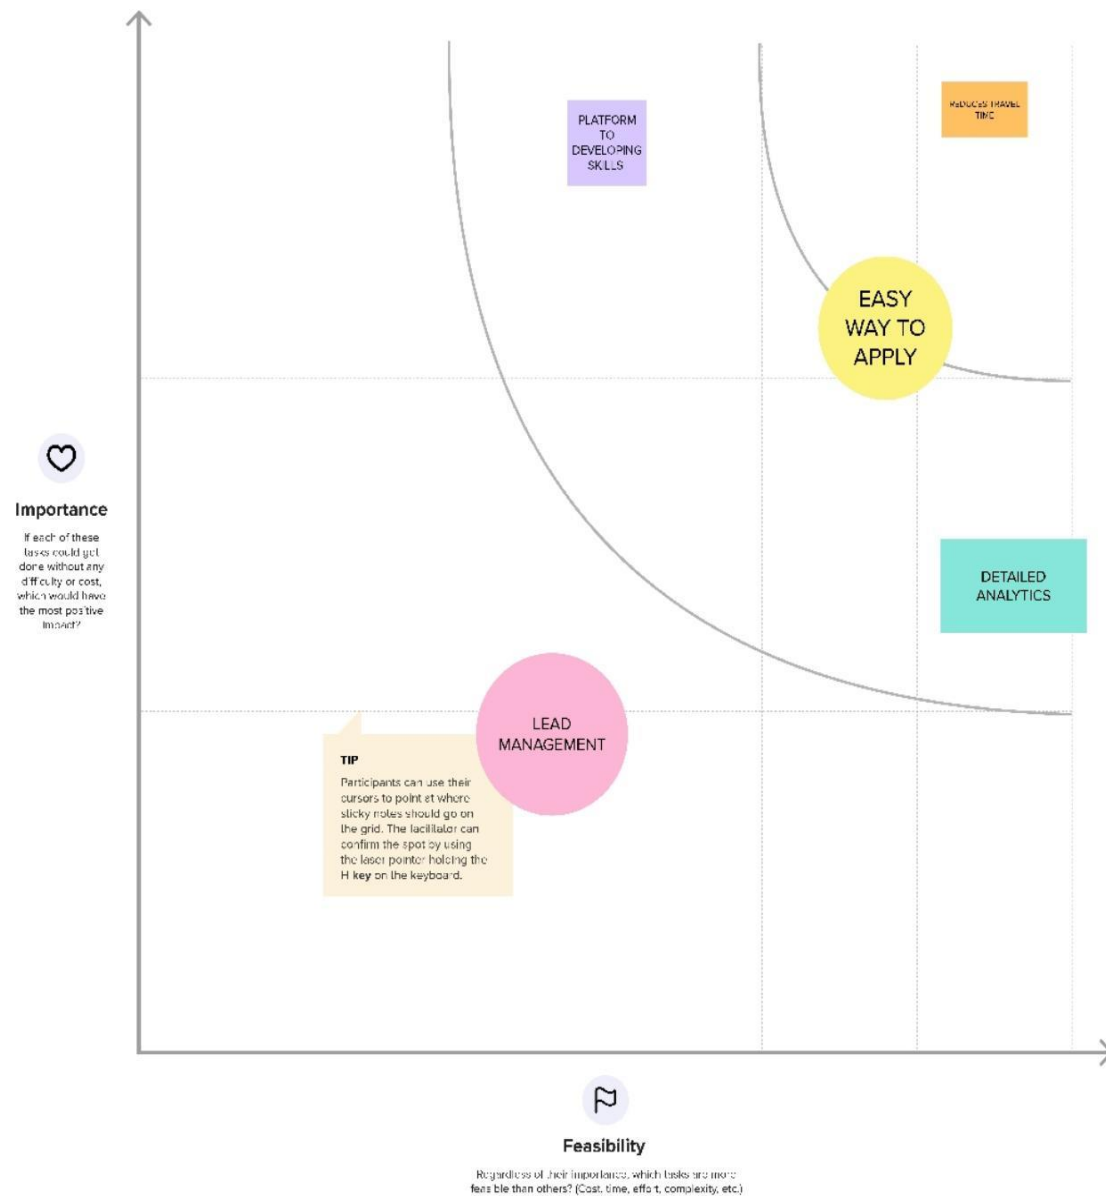 PLATFORM
TO
DEVELOPING
SKILLS
REDUCES TRAVEL
TIME
EASY
WAY TO
APPLY
Importance
If each of these
tasks could get
done without any
difficulty or cost,
which would have
the most positive
impact?
DETAILED
ANALYTICS
LEAD
MANAGEMENT
TIP
Participants can use their
cursors to point at where
sticky notes should go on
the grid. The facilitator can
confirm the spot by using
the laser pointer holding the
H key on the keyboard.
Feasibility
Regardless of their importance, which tasks are more
feasible than others? (Cost, time, effort, complexity, etc.)